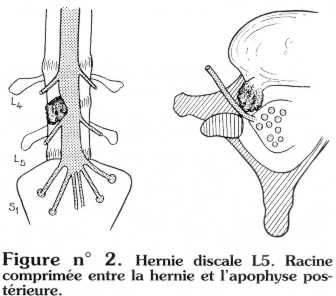 L4
L5
S1
Figure n° 2. Hernie discale L5. Racine
comprimée entre la hernie et l'apophyse pos-
térieure.